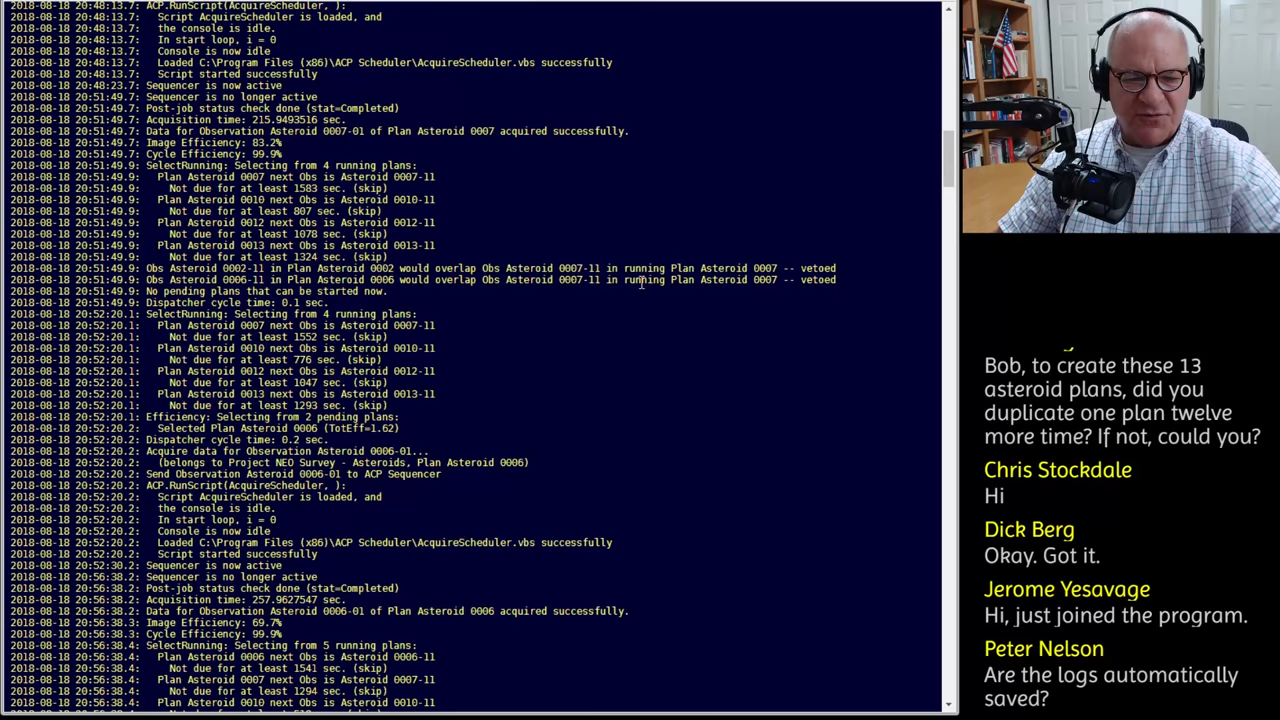 2018-08-18 20:48:13.7: ACP.RunScript(AcquireScheduler, ):
2018-08-18 20:48:13.7: Script AcquireScheduler is loaded, and
2018-08-18 20:48:13.7: the console is idle.
2018-08-18 20:48:13.7: In start loop, i = 0
2018-08-18 20:48:13.7: Console is now idle
2018-08-18 20:48:13.7: Loaded C:\Program Files (x86)\ACP Scheduler\AcquireScheduler.vbs successfully
2018-08-18 20:48:13.7: Script started successfully
2018-08-18 20:48:23.7: Sequencer is now active
2018-08-18 20:51:49.7: Sequencer is no longer active
2018-08-18 20:51:49.7: Post-job status check done (stat=Completed)
2018-08-18 20:51:49.7: Acquisition time: 215.9493516 sec.
2018-08-18 20:51:49.7: Data for Observation Asteroid 0007-01 of Plan Asteroid 0007 acquired successfully.
2018-08-18 20:51:49.7: Image Efficiency: 83.2%
2018-08-18 20:51:49.7: Cycle Efficiency: 99.9%
2018-08-18 20:51:49.9: SelectRunning: Selecting from 4 running plans:
2018-08-18 20:51:49.9: Plan Asteroid 0007 next Obs is Asteroid 0007-11
2018-08-18 20:51:49.9: Not due for at least 1583 sec. (skip)
2018-08-18 20:51:49.9: Plan Asteroid 0010 next Obs is Asteroid 0010-11
2018-08-18 20:51:49.9: Not due for at least 807 sec. (skip)
2018-08-18 20:51:49.9: Plan Asteroid 0012 next Obs is Asteroid 0012-11
2018-08-18 20:51:49.9: Not due for at least 1078 sec. (skip)
2018-08-18 20:51:49.9: Plan Asteroid 0013 next Obs is Asteroid 0013-11
2018-08-18 20:51:49.9: Not due for at least 1324 sec. (skip)
2018-08-18 20:51:49.9: Obs Asteroid 0002-11 in Plan Asteroid 0002 would overlap Obs Asteroid 0007-11 in running Plan Asteroid 0007 -- vetoed
2018-08-18 20:51:49.9: Obs Asteroid 0006-11 in Plan Asteroid 0006 would overlap Obs Asteroid 0007-11 in running Plan Asteroid 0007 -- vetoed
2018-08-18 20:51:49.9: No pending plans that can be started now.
2018-08-18 20:51:49.9: Dispatcher cycle time: 0.1 sec.
2018-08-18 20:52:20.1: SelectRunning: Selecting from 4 running plans:
2018-08-18 20:52:20.1: Plan Asteroid 0007 next Obs is Asteroid 0007-11
2018-08-18 20:52:20.1: Not due for at least 1552 sec. (skip)
2018-08-18 20:52:20.1: Plan Asteroid 0010 next Obs is Asteroid 0010-11
2018-08-18 20:52:20.1: Not due for at least 776 sec. (skip)
2018-08-18 20:52:20.1: Plan Asteroid 0012 next Obs is Asteroid 0012-11
2018-08-18 20:52:20.1: Not due for at least 1047 sec. (skip)
2018-08-18 20:52:20.1: Plan Asteroid 0013 next Obs is Asteroid 0013-11
2018-08-18 20:52:20.1: Not due for at least 1293 sec. (skip)
2018-08-18 20:52:20.1: Efficiency: Selecting from 2 pending plans:
2018-08-18 20:52:20.1: Selected Plan Asteroid 0006 (TotEff=1.62)
2018-08-18 20:52:20.2: Dispatcher cycle time: 0.2 sec.
2018-08-18 20:52:20.2: Acquire data for Observation Asteroid 0006-01...
2018-08-18 20:52:20.2: (belongs to Project NEO Survey - Asteroids, Plan Asteroid 0006)
2018-08-18 20:52:20.2: Send Observation Asteroid 0006-01 to ACP Sequencer
2018-08-18 20:52:20.2: ACP.RunScript(AcquireScheduler, ):
2018-08-18 20:52:20.2: Script AcquireScheduler is loaded, and
2018-08-18 20:52:20.2: the console is idle.
2018-08-18 20:52:20.2: In start loop, i = 0
2018-08-18 20:52:20.2: Console is now idle
2018-08-18 20:52:20.2: Loaded C:\Program Files (x86)\ACP Scheduler\AcquireScheduler.vbs successfully
2018-08-18 20:52:20.2: Script started successfully
2018-08-18 20:52:30.2: Sequencer is now active
2018-08-18 20:56:38.2: Sequencer is no longer active
2018-08-18 20:56:38.2: Post-job status check done (stat=Completed)
2018-08-18 20:56:38.2: Acquisition time: 257.9627547 sec.
2018-08-18 20:56:38.2: Data for Observation Asteroid 0006-01 of Plan Asteroid 0006 acquired successfully.
2018-08-18 20:56:38.3: Image Efficiency: 69.7%
2018-08-18 20:56:38.3: Cycle Efficiency: 99.9%
2018-08-18 20:56:38.4: SelectRunning: Selecting from 5 running plans:
2018-08-18 20:56:38.4: Plan Asteroid 0006 next Obs is Asteroid 0006-11
2018-08-18 20:56:38.4: Not due for at least 1541 sec. (skip)
2018-08-18 20:56:38.4: Plan Asteroid 0007 next Obs is Asteroid 0007-11
2018-08-18 20:56:38.4: Not due for at least 1294 sec. (skip)
2018-08-18 20:56:38.4: Plan Asteroid 0010 next Obs is Asteroid 0010-11
Bob, to create these 13
asteroid plans, did you
duplicate one plan twelve
more time? If not, could you?
Chris Stockdale
Hi
Dick Berg
Okay. Got it.
Jerome Yesavage
Hi, just joined the program.
Peter Nelson
Are the logs automatically
saved?